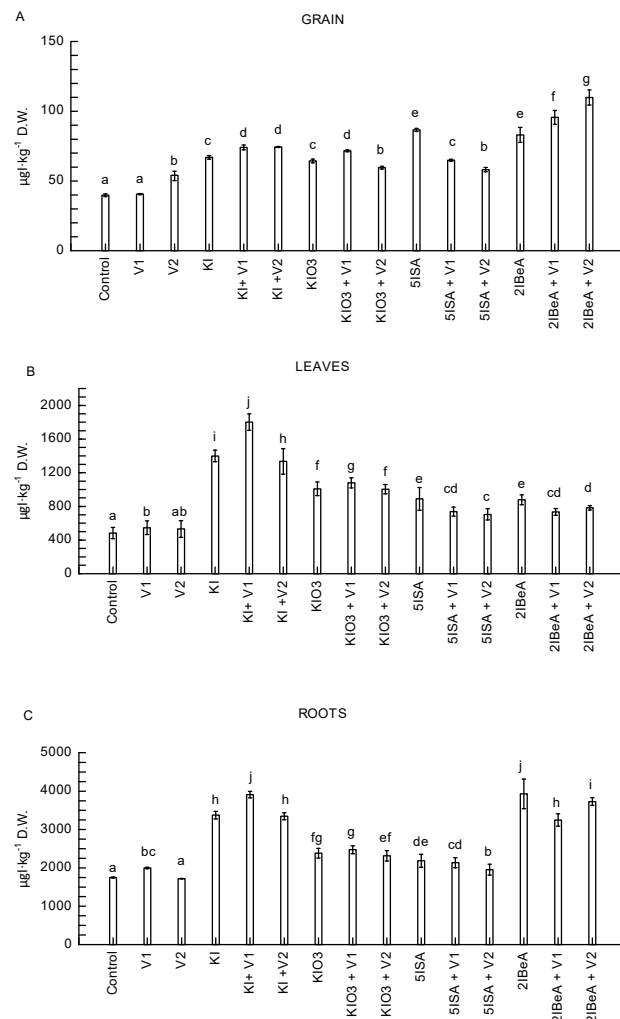 A
GRAIN
150
100
50
0
µgI·kg⁻¹ D.W.
a a b c d d c d b e c b e f g
Control V1 V2 KI KI+ V1 KI +V2 KIO3 KIO3 + V1 KIO3 + V2 5ISA 5ISA + V1 5ISA + V2 2IBeA 2IBeA + V1 2IBeA + V2
B
LEAVES
2000
1600
1200
800
400
0
µgI·kg⁻¹ D.W.
a b ab i j h f g f e cd c e cd d
Control V1 V2 KI KI+ V1 KI +V2 KIO3 KIO3 + V1 KIO3 + V2 5ISA 5ISA + V1 5ISA + V2 2IBeA 2IBeA + V1 2IBeA + V2
C
ROOTS
5000
4000
3000
2000
1000
0
µgI·kg⁻¹ D.W.
a bc a h j h fg g ef de cd b j h i
Control V1 V2 KI KI+ V1 KI +V2 KIO3 KIO3 + V1 KIO3 + V2 5ISA 5ISA + V1 5ISA + V2 2IBeA 2IBeA + V1 2IBeA + V2